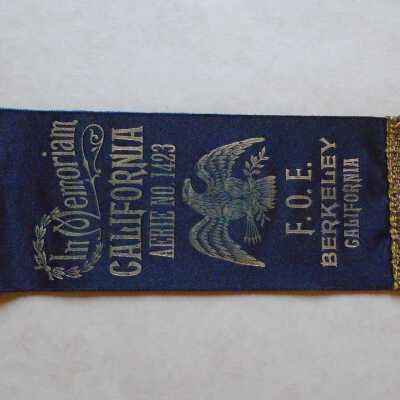 In Memoriam
CALIFORNIA
AERIE NO. 1423
F. O. E.
BERKELEY
CALIFORNIA